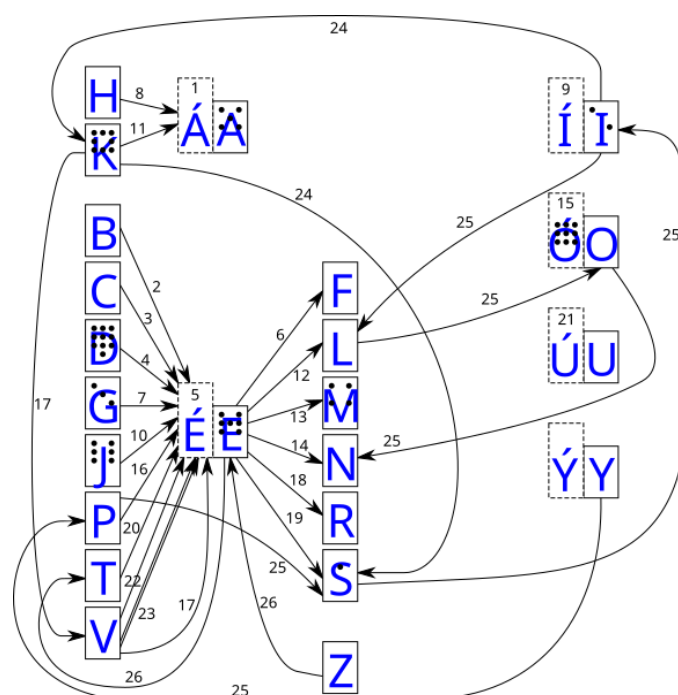 24
H 8 1 Á A 9 Í I
K 11
24
B 2 15 Ó O
25 25
C 3 F 25
6
D 4 L 21 Ú U
12
G 7 5 É E M
13
17 10 14 25
J N Ý Y
16 18
P 20 R
19
T 22 25 S
23 17 26
V
26 Z
25